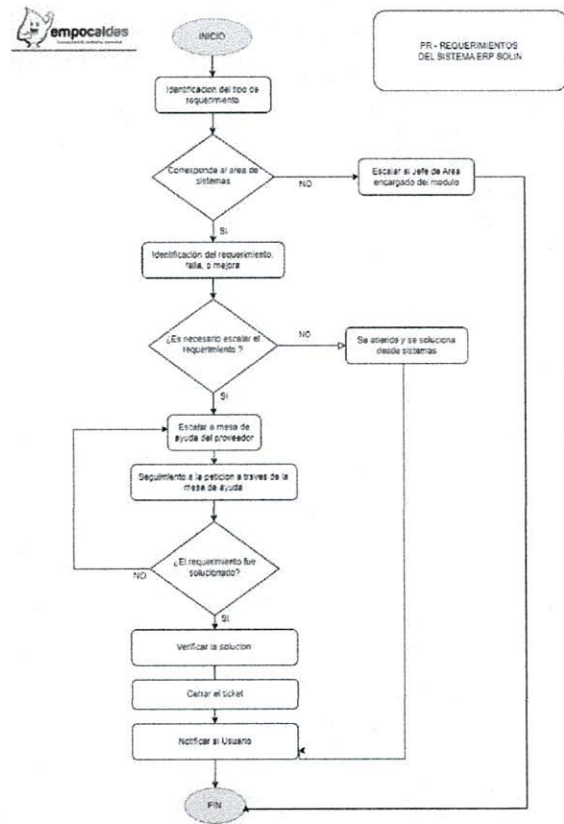 empocaldas
INICIO
PR - REQUERIMIENTOS
DEL SISTEMA ERP SOLIN
Identificacion del tipo de
requerimiento
Corresponde al area de
sistemas
NO
Escalar al Jefe de Area
encargado del modulo
Si
Identificación del requerimiento,
falla, o mejora
¿Es necesario escalar el
requerimiento ?
NO
Se atiende y se soluciona
desde sistemas
Si
Escalar a mesa de
ayuda del proveedor
Seguimiento a la peticion a traves de la
mesa de ayuda
¿El requerimiento fue
solucionado?
NO
Si
Verificar la solucion
Cerrar el ticket
Notificar al Usuario
FIN